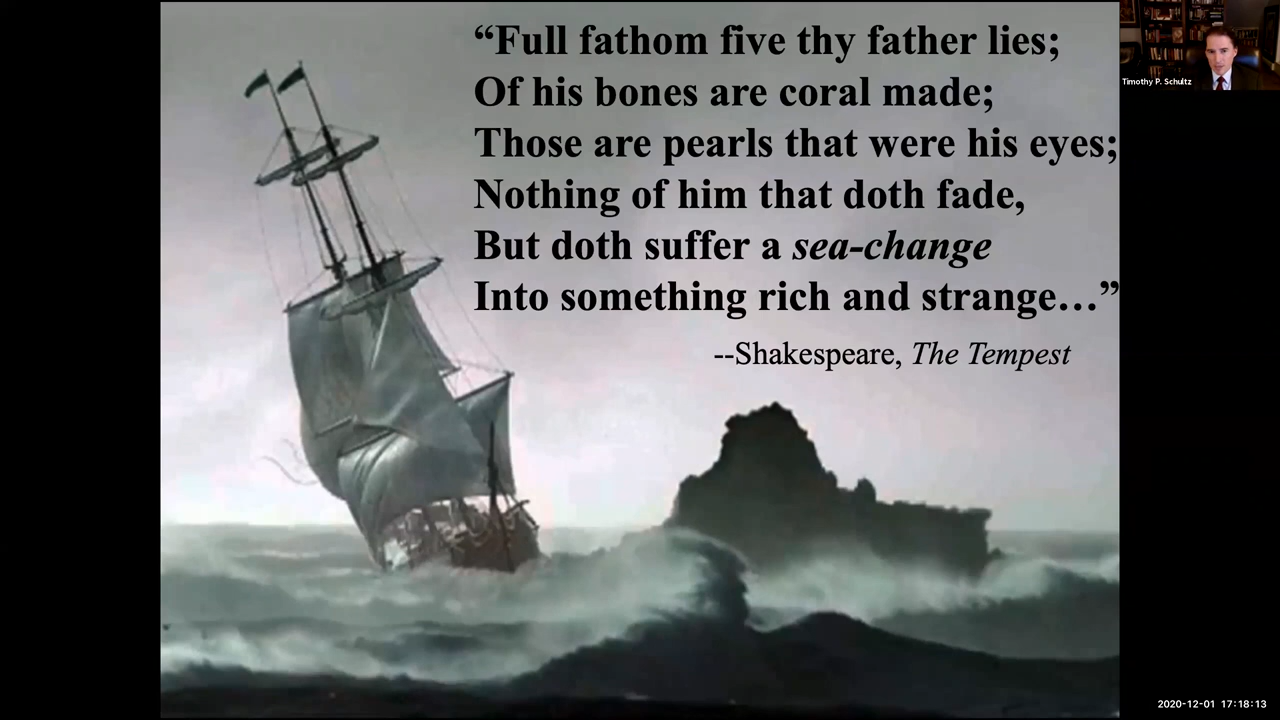 “Full fathom five thy father lies;
Of his bones are coral made;
Those are pearls that were his eyes;
Nothing of him that doth fade,
But doth suffer a sea-change
Into something rich and strange…”
--Shakespeare, The Tempest
Timothy P. Schultz
2020-12-01 17:18:13